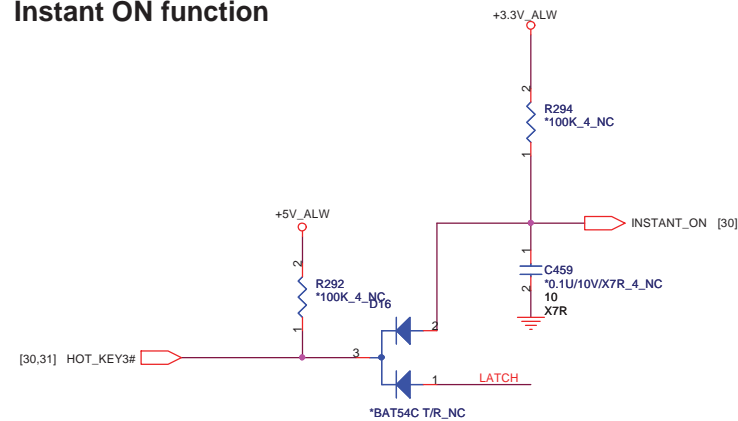 Instant ON function
+3.3V_ALW
2
R294
*100K_4_NC
1
+5V_ALW
INSTANT_ON [30]
1
C459
*0.1U/10V/X7R_4_NC
10
X7R
2
2
R292
*100K_4_NC
1
D16
2
[30,31] HOT_KEY3#
3
1
LATCH
*BAT54C T/R_NC